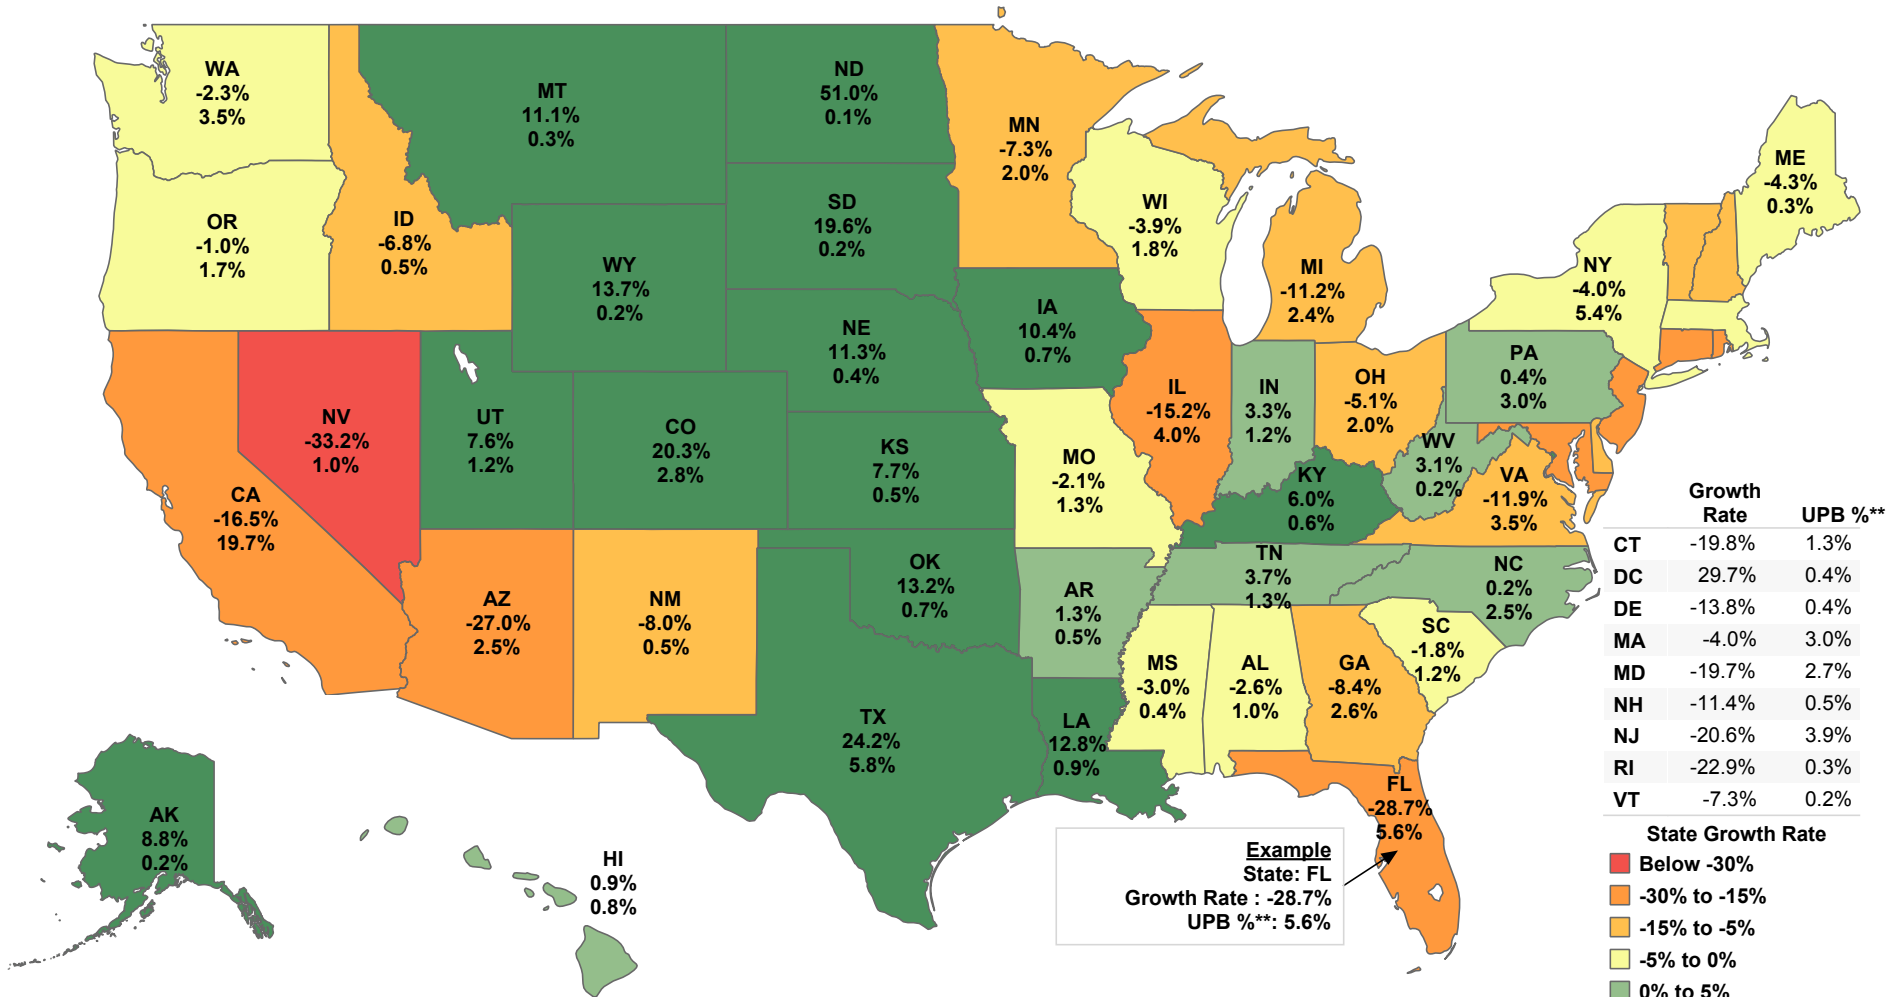 WA
-2.3%
3.5%
MT
11.1%
0.3%
ND
51.0%
0.1%
MN
-7.3%
2.0%
OR
-1.0%
1.7%
ID
-6.8%
0.5%
SD
19.6%
0.2%
WI
-3.9%
1.8%
ME
-4.3%
0.3%
WY
13.7%
0.2%
MI
-11.2%
2.4%
NY
-4.0%
5.4%
NE
11.3%
0.4%
IA
10.4%
0.7%
PA
0.4%
3.0%
NV
-33.2%
1.0%
UT
7.6%
1.2%
CO
20.3%
2.8%
KS
7.7%
0.5%
MO
-2.1%
1.3%
IL
-15.2%
4.0%
IN
3.3%
1.2%
OH
-5.1%
2.0%
WV
3.1%
0.2%
KY
6.0%
0.6%
VA
-11.9%
3.5%
CA
-16.5%
19.7%
AZ
-27.0%
2.5%
NM
-8.0%
0.5%
OK
13.2%
0.7%
AR
1.3%
0.5%
TN
3.7%
1.3%
NC
0.2%
2.5%
SC
-1.8%
1.2%
MS
-3.0%
0.4%
AL
-2.6%
1.0%
GA
-8.4%
2.6%
TX
24.2%
5.8%
LA
12.8%
0.9%
FL
-28.7%
5.6%
AK
8.8%
0.2%
HI
0.9%
0.8%
Example
State: FL
Growth Rate : -28.7%
UPB %**: 5.6%
Growth
Rate UPB %**
CT -19.8% 1.3%
DC 29.7% 0.4%
DE -13.8% 0.4%
MA -4.0% 3.0%
MD -19.7% 2.7%
NH -11.4% 0.5%
NJ -20.6% 3.9%
RI -22.9% 0.3%
VT -7.3% 0.2%
State Growth Rate
Below -30%
-30% to -15%
-15% to -5%
-5% to 0%
0% to 5%